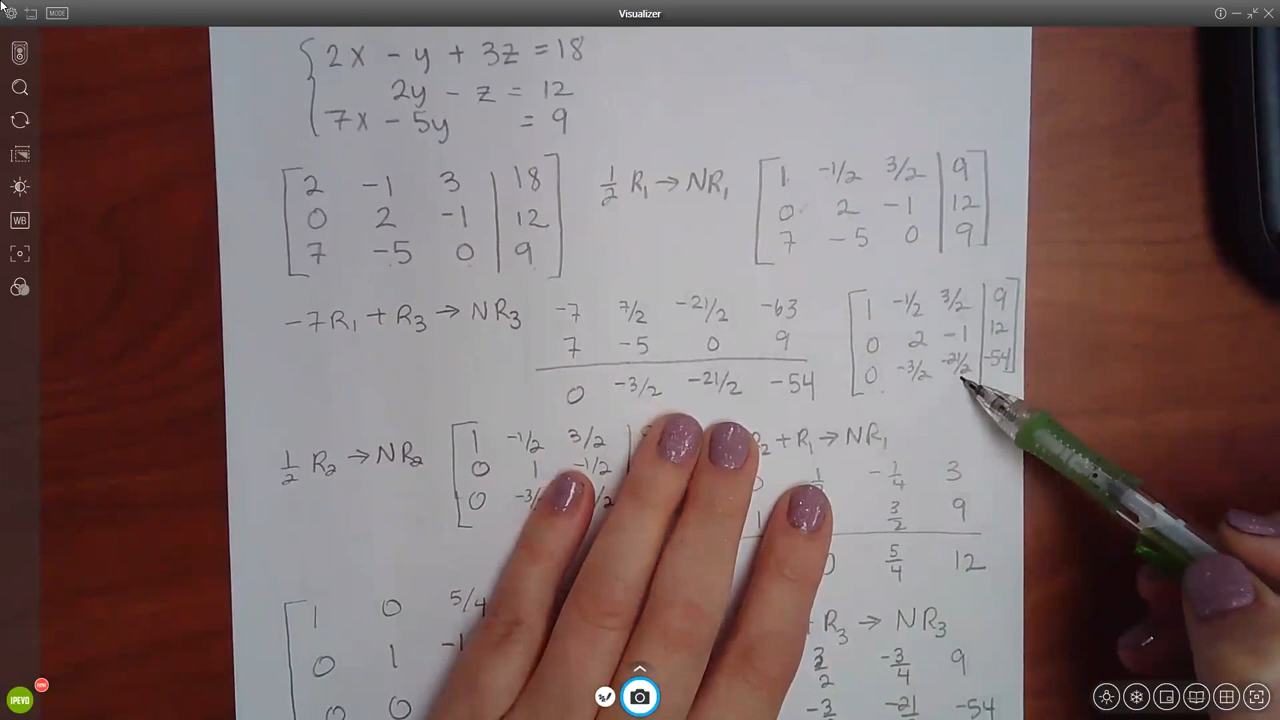 MODE
Visualizer
WB
2x - y + 3z = 18
2y - z = 12
7x - 5y = 9
2 -1 3 18
0 2 -1 12
7 -5 0 9
1/2 R1 → NR1
1 -1/2 3/2 9
0 2 -1 12
7 -5 0 9
-7R1 + R3 → NR3
-7 7/2 -21/2 -63
7 -5 0 9
0 -3/2 -21/2 -54
1 -1/2 3/2 9
0 2 -1 12
0 -3/2 -21/2 -54
1/2 R2 → NR2
1 -1/2 3/2
0 1 -1/2
0
+ R1 → NR1
-1/4 3
3/2 9
5/4 12
1 0 5/4
0 1
0 0
+ R3 → NR3
3/2 -3/4 9
-3 -21 -54
IPEVO
new